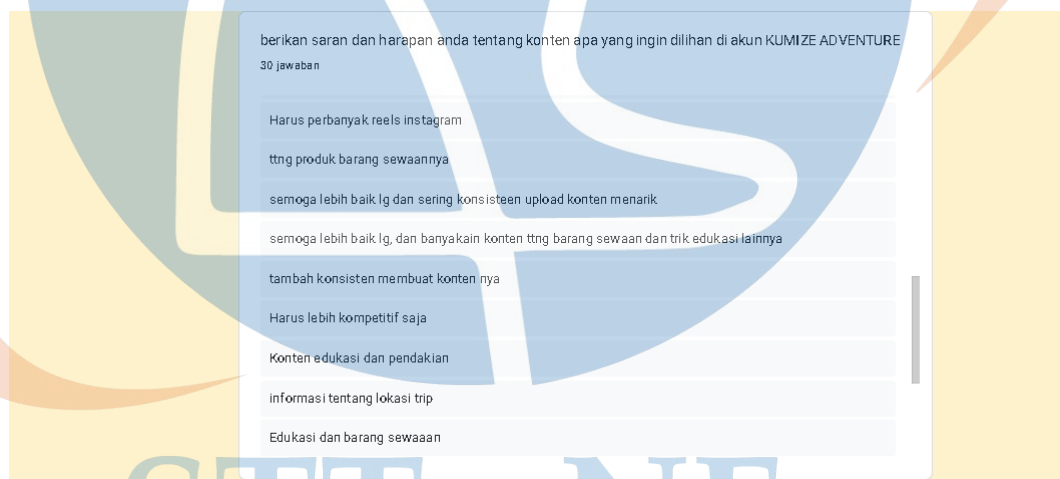 berikan saran dan harapan anda tentang konten apa yang ingin dilihan di akun KUMIZE ADVENTURE
30 jawaban
Harus perbanyak reels instagram
ttng produk barang sewaannya
semoga lebih baik lg dan sering konsisteen upload konten menarik
semoga lebih baik lg, dan banyakain konten ttng barang sewaan dan trik edukasi lainnya
tambah konsisten membuat konten nya
Harus lebih kompetitif saja
Konten edukasi dan pendakian
informasi tentang lokasi trip
Edukasi dan barang sewaaan